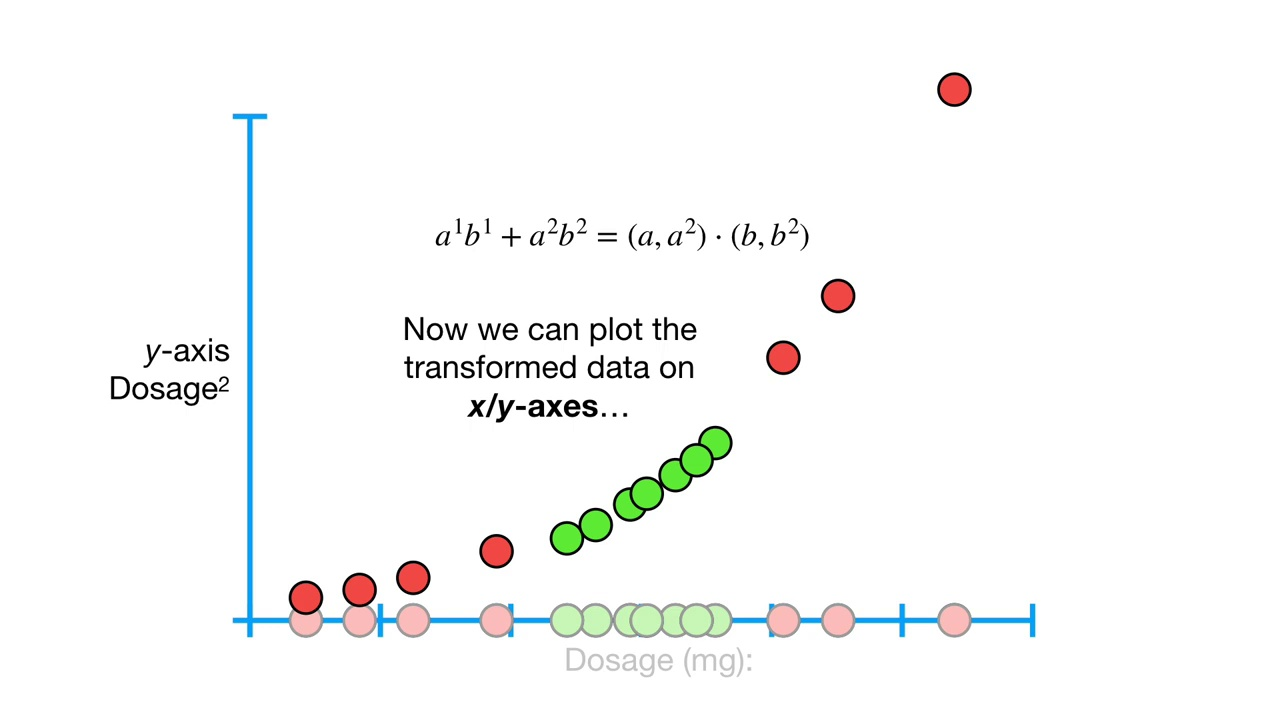 a¹b¹ + a²b² = (a, a²) · (b, b²)
Now we can plot the
transformed data on
x/y-axes…
y-axis
Dosage²
Dosage (mg):